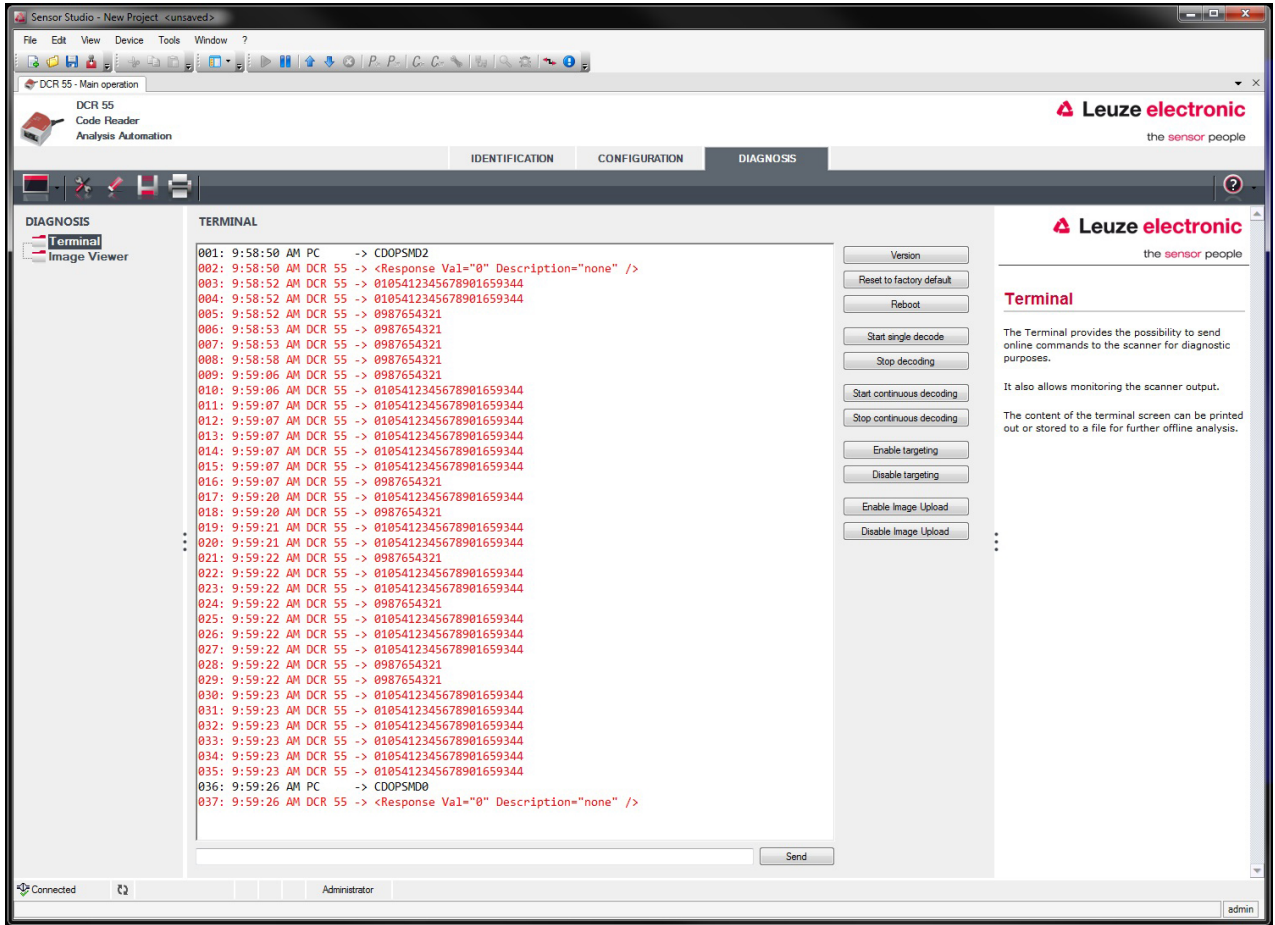 Sensor Studio - New Project <unsaved>
File Edit View Device Tools Window ?
DCR 55 - Main operation
DCR 55
Code Reader
Analysis Automation
Leuze electronic
the sensor people
IDENTIFICATION CONFIGURATION DIAGNOSIS
DIAGNOSIS
Terminal
Image Viewer
TERMINAL
001: 9:58:50 AM PC -> CDOPSMD2
002: 9:58:50 AM DCR 55 -> <Response Val="0" Description="none" />
003: 9:58:52 AM DCR 55 -> 0105412345678901659344
004: 9:58:52 AM DCR 55 -> 0105412345678901659344
005: 9:58:52 AM DCR 55 -> 0987654321
006: 9:58:53 AM DCR 55 -> 0987654321
007: 9:58:53 AM DCR 55 -> 0987654321
008: 9:58:58 AM DCR 55 -> 0987654321
009: 9:59:06 AM DCR 55 -> 0987654321
010: 9:59:06 AM DCR 55 -> 0105412345678901659344
011: 9:59:07 AM DCR 55 -> 0105412345678901659344
012: 9:59:07 AM DCR 55 -> 0105412345678901659344
013: 9:59:07 AM DCR 55 -> 0105412345678901659344
014: 9:59:07 AM DCR 55 -> 0105412345678901659344
015: 9:59:07 AM DCR 55 -> 0105412345678901659344
016: 9:59:07 AM DCR 55 -> 0987654321
017: 9:59:20 AM DCR 55 -> 0105412345678901659344
018: 9:59:20 AM DCR 55 -> 0987654321
019: 9:59:21 AM DCR 55 -> 0105412345678901659344
020: 9:59:21 AM DCR 55 -> 0105412345678901659344
021: 9:59:22 AM DCR 55 -> 0987654321
022: 9:59:22 AM DCR 55 -> 0105412345678901659344
023: 9:59:22 AM DCR 55 -> 0105412345678901659344
024: 9:59:22 AM DCR 55 -> 0987654321
025: 9:59:22 AM DCR 55 -> 0105412345678901659344
026: 9:59:22 AM DCR 55 -> 0105412345678901659344
027: 9:59:22 AM DCR 55 -> 0105412345678901659344
028: 9:59:22 AM DCR 55 -> 0987654321
029: 9:59:22 AM DCR 55 -> 0987654321
030: 9:59:23 AM DCR 55 -> 0105412345678901659344
031: 9:59:23 AM DCR 55 -> 0105412345678901659344
032: 9:59:23 AM DCR 55 -> 0105412345678901659344
033: 9:59:23 AM DCR 55 -> 0105412345678901659344
034: 9:59:23 AM DCR 55 -> 0105412345678901659344
035: 9:59:23 AM DCR 55 -> 0105412345678901659344
036: 9:59:26 AM PC -> CDOPSMD0
037: 9:59:26 AM DCR 55 -> <Response Val="0" Description="none" />
Send
Version
Reset to factory default
Reboot
Start single decode
Stop decoding
Start continuous decoding
Stop continuous decoding
Enable targeting
Disable targeting
Enable Image Upload
Disable Image Upload
Leuze electronic
the sensor people
Terminal
The Terminal provides the possibility to send
online commands to the scanner for diagnostic
purposes.
It also allows monitoring the scanner output.
The content of the terminal screen can be printed
out or stored to a file for further offline analysis.
Connected
Administrator
admin